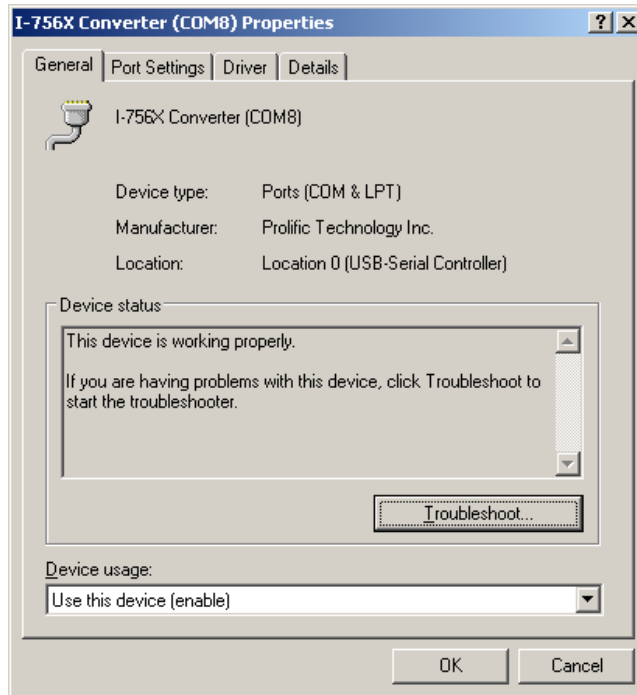 I-756X Converter (COM8) Properties
General Port Settings Driver Details
I-756X Converter (COM8)
Device type: Ports (COM & LPT)
Manufacturer: Prolific Technology Inc.
Location: Location 0 (USB-Serial Controller)
Device status
This device is working properly.
If you are having problems with this device, click Troubleshoot to
start the troubleshooter.
Troubleshoot...
Device usage:
Use this device (enable)
OK Cancel